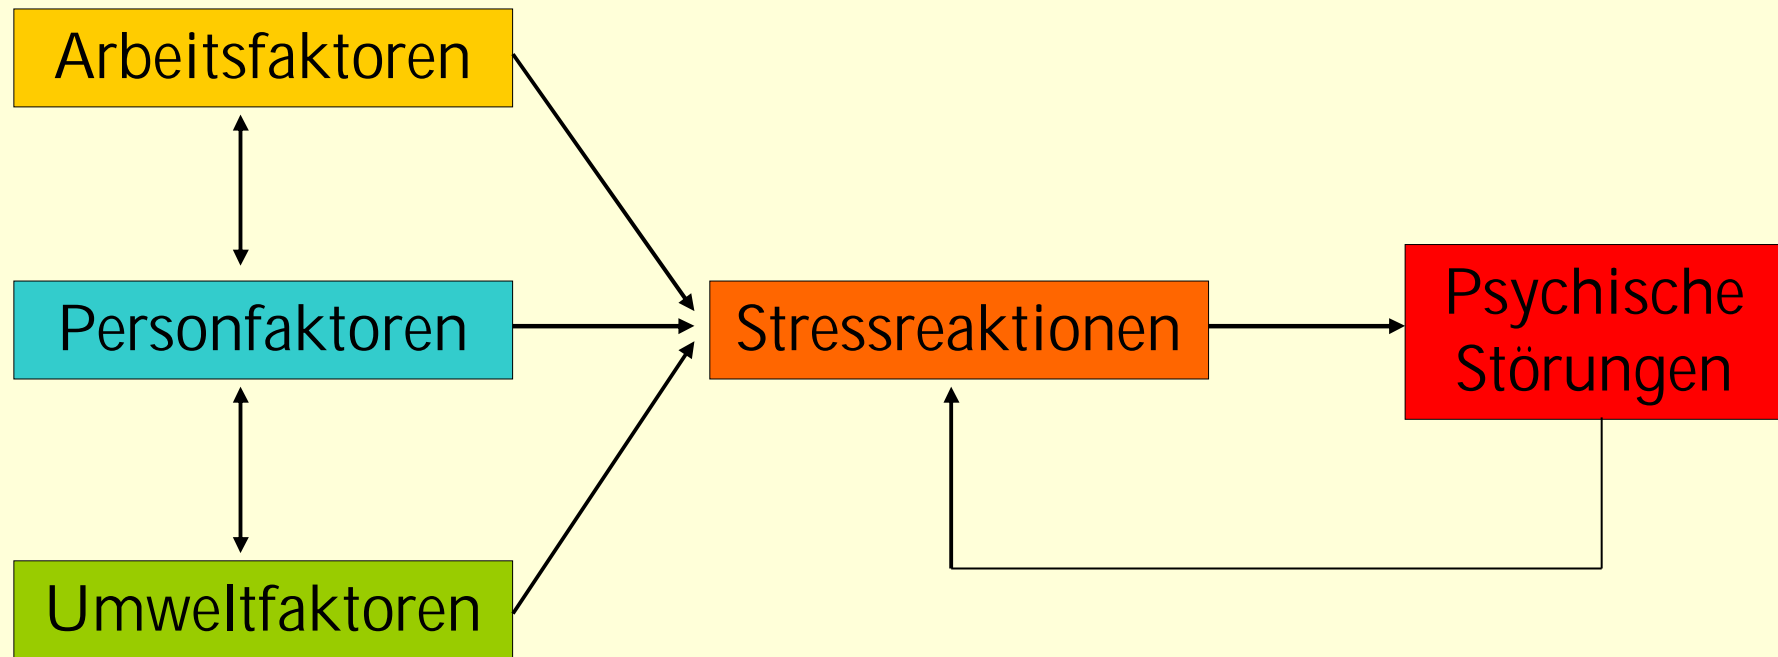 Arbeitsfaktoren
Personfaktoren
Stressreaktionen
Psychische
Störungen
Umweltfaktoren